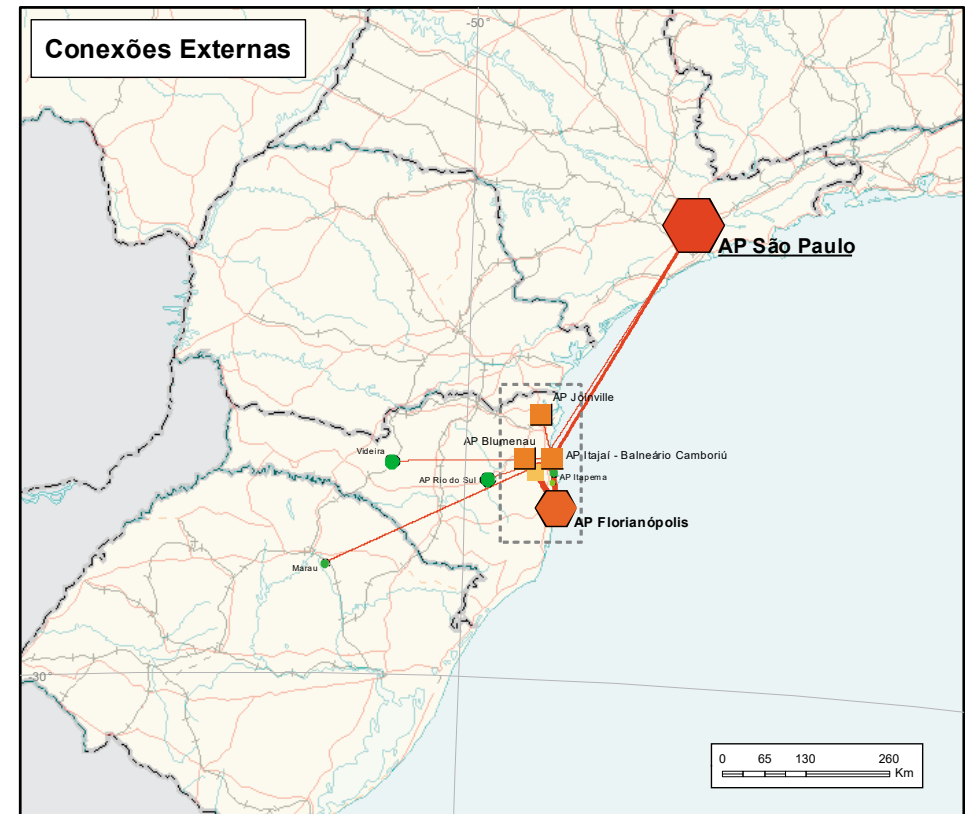 -50°
Conexões Externas
AP São Paulo
AP Joinville
AP Blumenau
AP Itajaí - Balneário Camboriú
Videira
AP Rio do Sul
AP Itapema
AP Florianópolis
Marau
-30°
0 65 130 260
Km